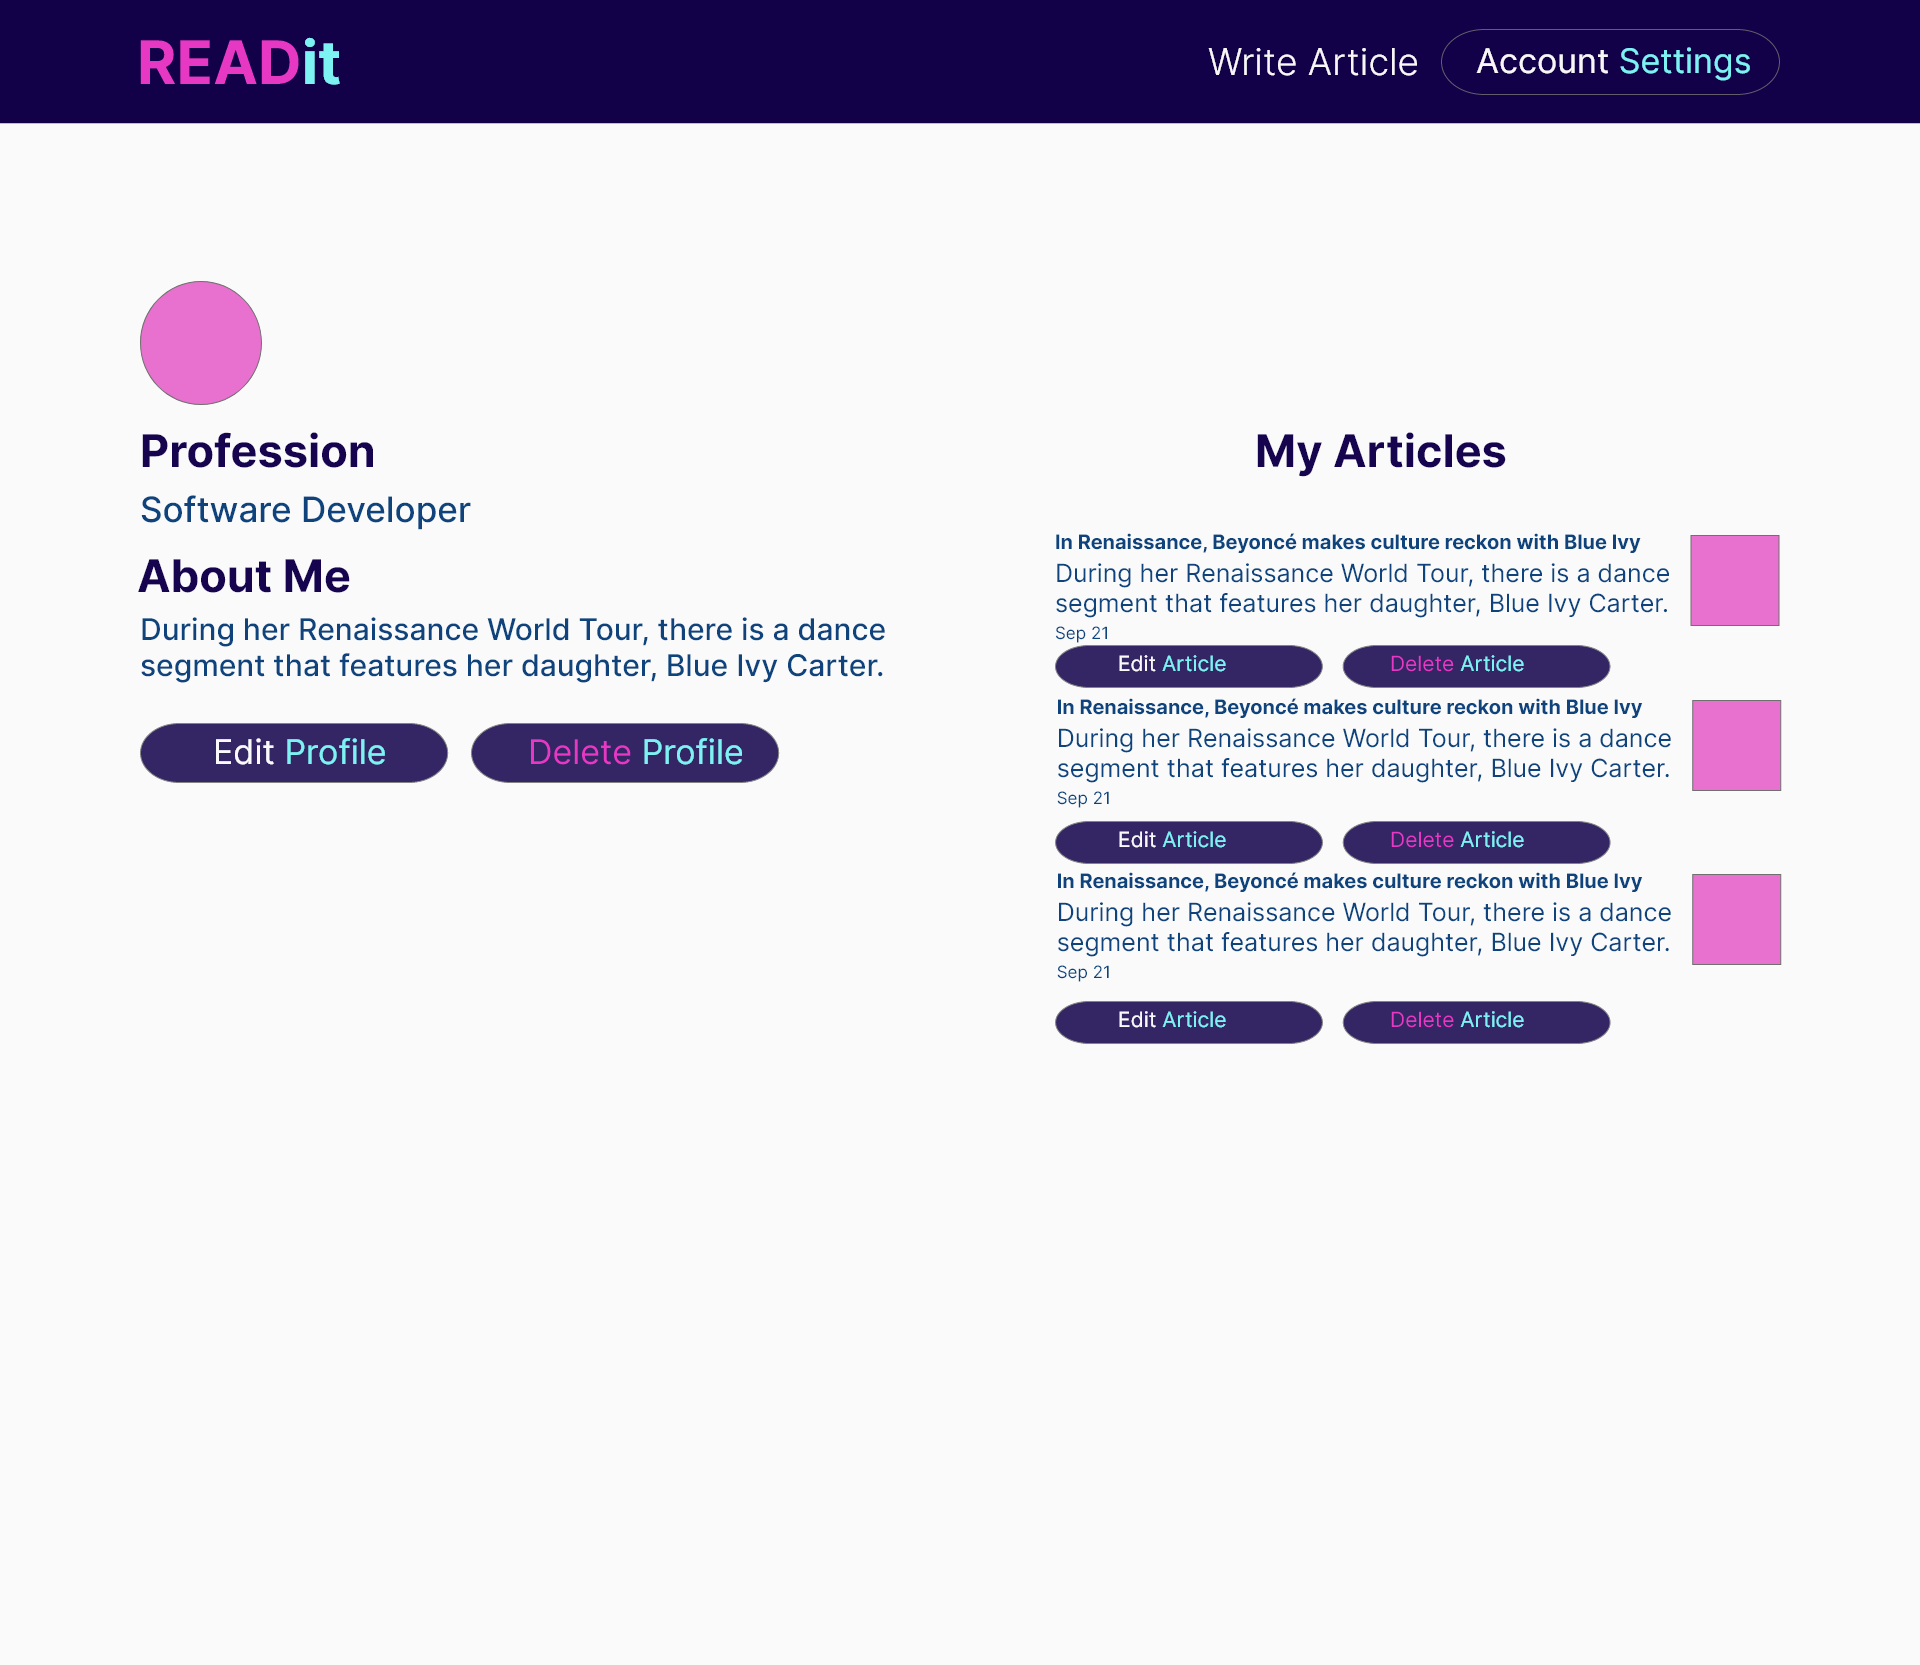 READit
Write Article
Account Settings
Profession
Software Developer
About Me
During her Renaissance World Tour, there is a dance
segment that features her daughter, Blue Ivy Carter.
Edit Profile
Delete Profile
My Articles
In Renaissance, Beyoncé makes culture reckon with Blue Ivy
During her Renaissance World Tour, there is a dance
segment that features her daughter, Blue Ivy Carter.
Sep 21
Edit Article
Delete Article
In Renaissance, Beyoncé makes culture reckon with Blue Ivy
During her Renaissance World Tour, there is a dance
segment that features her daughter, Blue Ivy Carter.
Sep 21
Edit Article
Delete Article
In Renaissance, Beyoncé makes culture reckon with Blue Ivy
During her Renaissance World Tour, there is a dance
segment that features her daughter, Blue Ivy Carter.
Sep 21
Edit Article
Delete Article